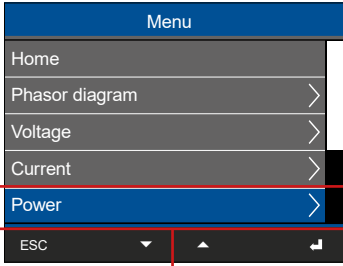 Menu
Home
Phasor diagram
Voltage
Current
Power
ESC